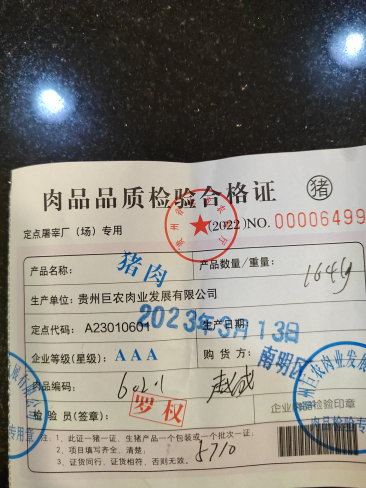 肉品品质检验合格证 猪
定点屠宰厂（场）专用 (2022)NO. 00006499
产品名称： 猪肉 产品数量/重量：
生产单位：贵州巨农肉业发展有限公司
定点代码： A23010601 生产日期： 2023年3月13日
企业等级(星级)： AAA 购 货 方： 南明区
肉品编码：
检 验 员(签章)： 罗权 企业肉品检验印章
注：1、此证一猪一证，生猪产品一个包装或一个批次一证：
2、项目填写齐全，清楚；
3、证货同行，证货相符，否则无效。